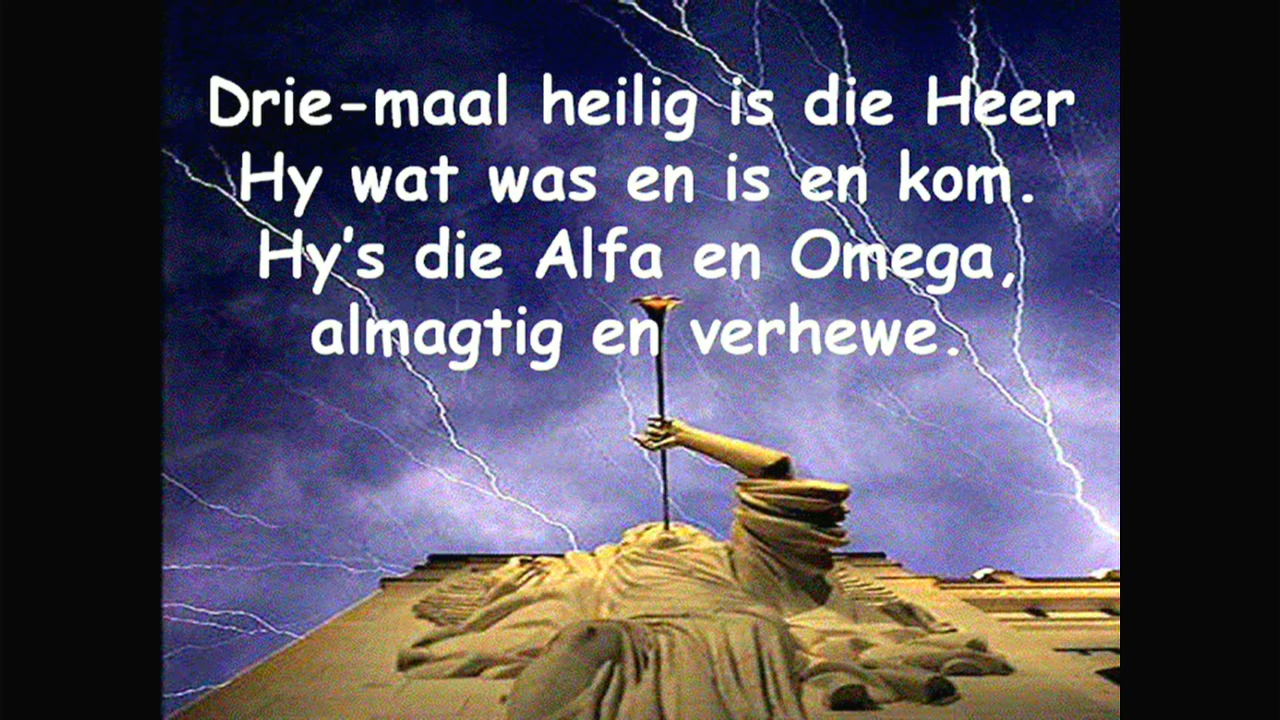 Drie-maal heilig is die Heer
Hy wat was en is en kom.
Hy's die Alfa en Omega,
almagtig en verhewe.